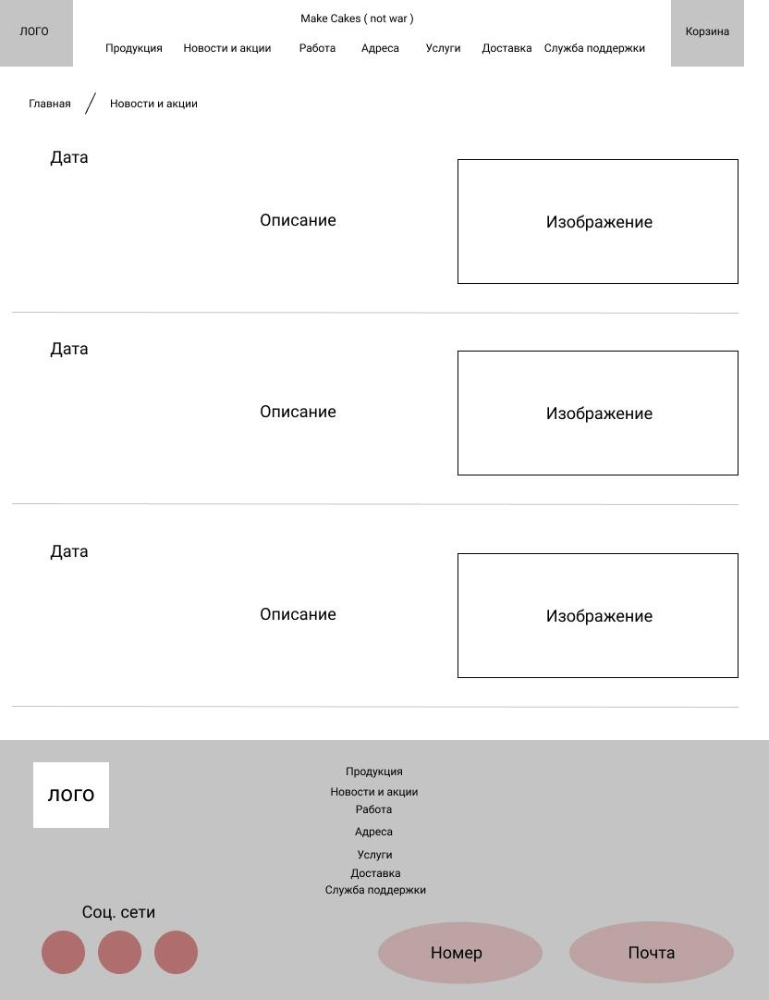 ЛОГО
Make Cakes ( not war )
Корзина
Продукция Новости и акции Работа Адреса Услуги Доставка Служба поддержки
Главная / Новости и акции
Дата
Описание
Изображение
Дата
Описание
Изображение
Дата
Описание
Изображение
ЛОГО
Продукция
Новости и акции
Работа
Адреса
Услуги
Доставка
Служба поддержки
Соц. сети
Номер
Почта